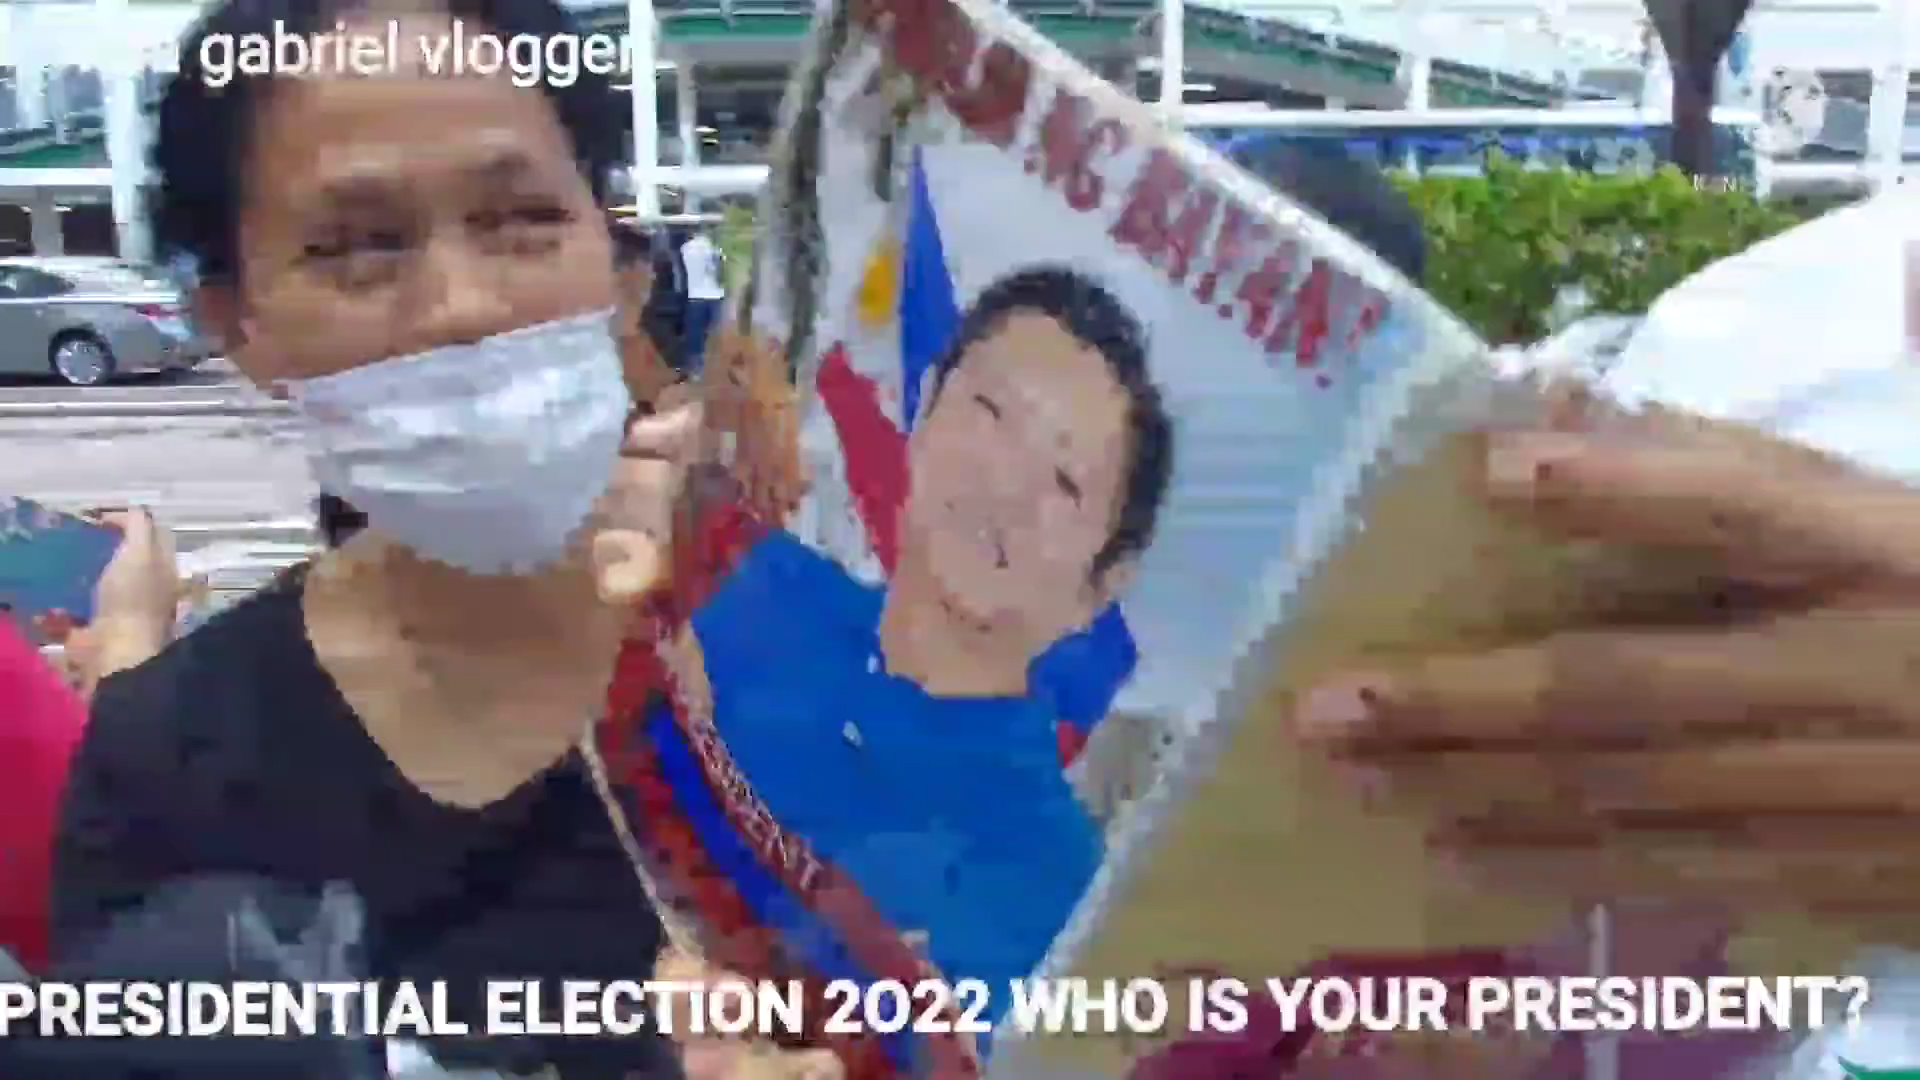 gabriel vlogger
NG BAYAN!
PRESIDENTIAL ELECTION 2022 WHO IS YOUR PRESIDENT?